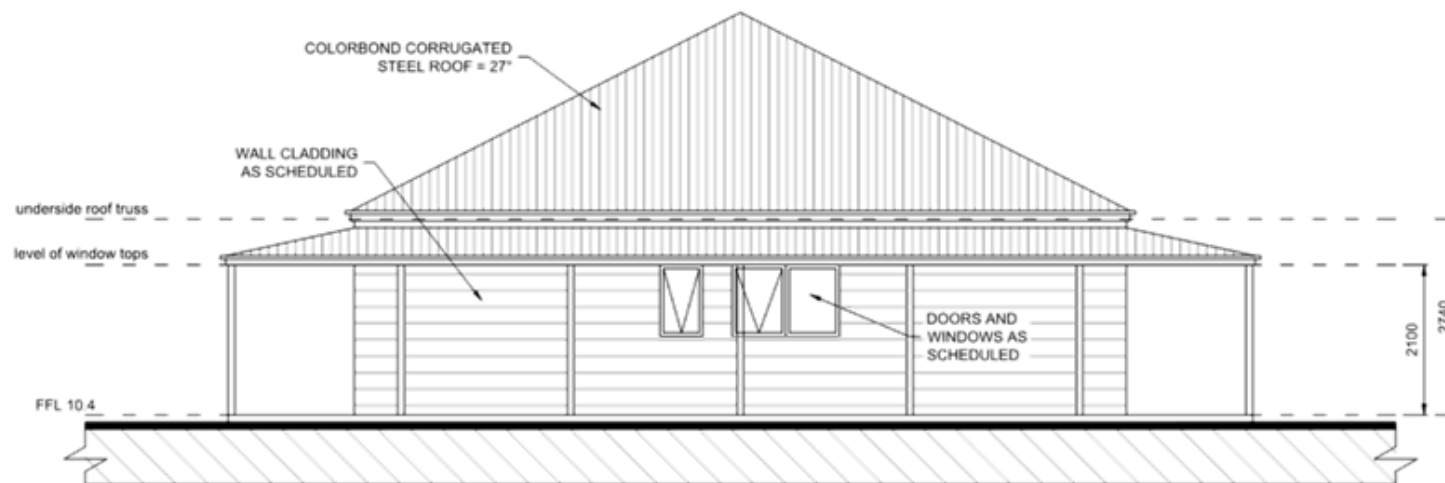 COLORBOND CORRUGATED
STEEL ROOF = 27°
WALL CLADDING
AS SCHEDULED
underside roof truss
level of window tops
DOORS AND
WINDOWS AS
SCHEDULED
2100
2740
FFL 10.4